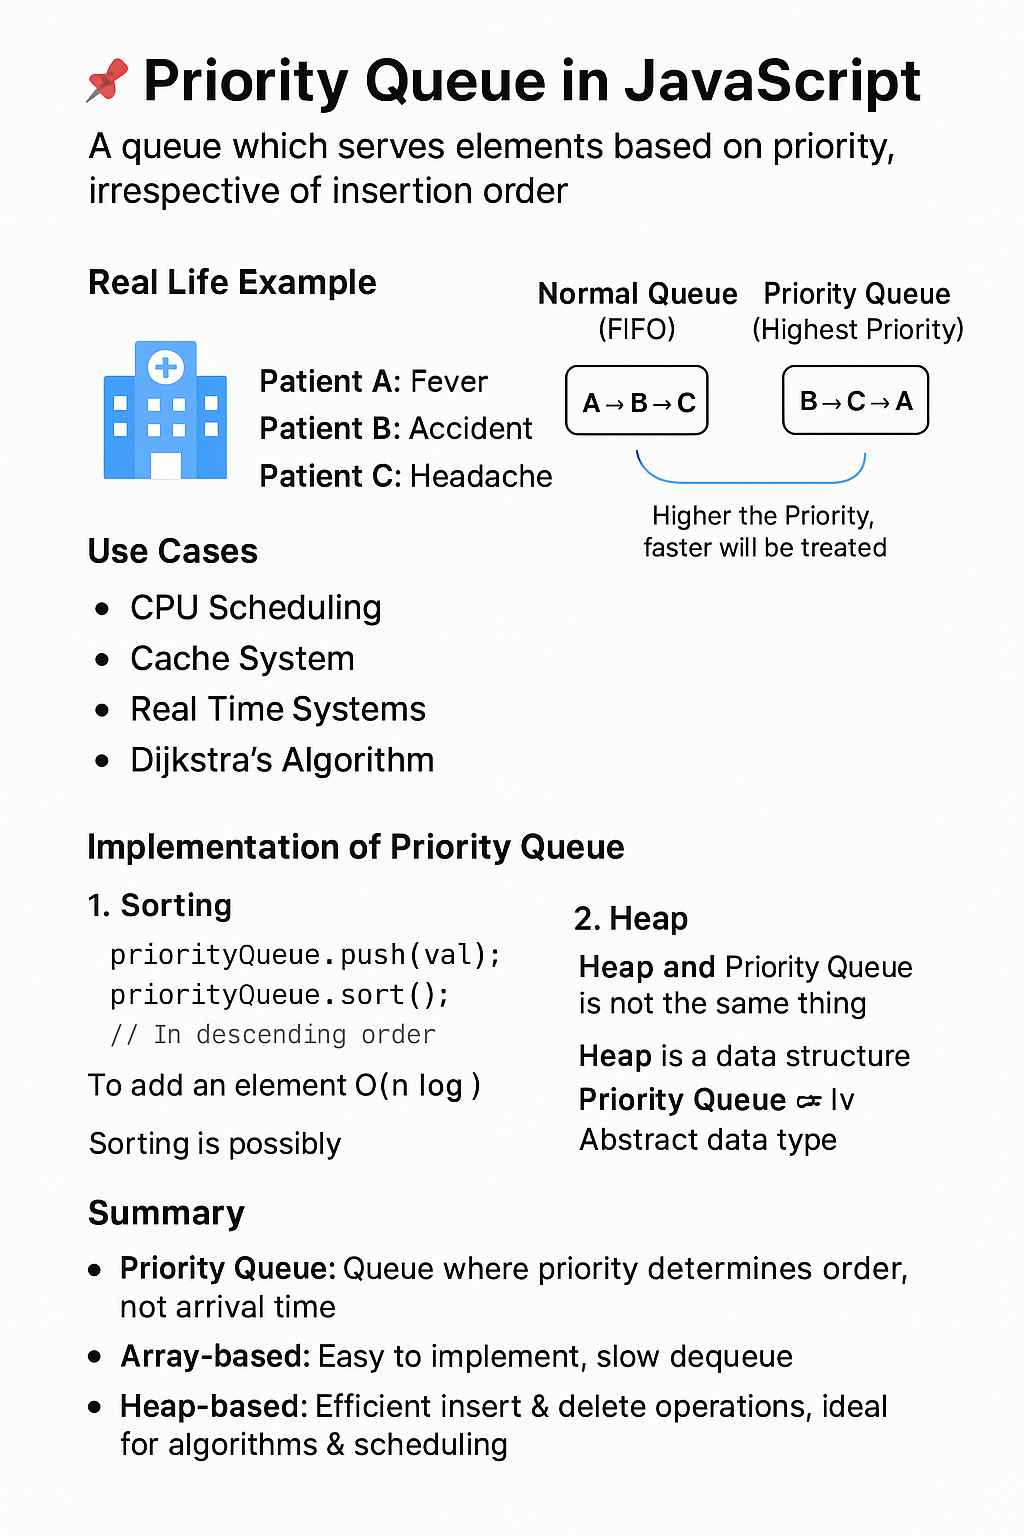 Priority Queue in JavaScript
A queue which serves elements based on priority,
irrespective of insertion order
Real Life Example
Patient A: Fever
Patient B: Accident
Patient C: Headache
Normal Queue
(FIFO)
A→B→C
Priority Queue
(Highest Priority)
B→C→A
Higher the Priority,
faster will be treated
Use Cases
• CPU Scheduling
• Cache System
• Real Time Systems
• Dijkstra’s Algorithm
Implementation of Priority Queue
1. Sorting
priorityQueue.push(val);
priorityQueue.sort();
// In descending order
To add an element O(n log )
Sorting is possibly
2. Heap
Heap and Priority Queue
is not the same thing
Heap is a data structure
Priority Queue lv
Abstract data type
Summary
• Priority Queue: Queue where priority determines order,
not arrival time
• Array-based: Easy to implement, slow dequeue
• Heap-based: Efficient insert & delete operations, ideal
for algorithms & scheduling